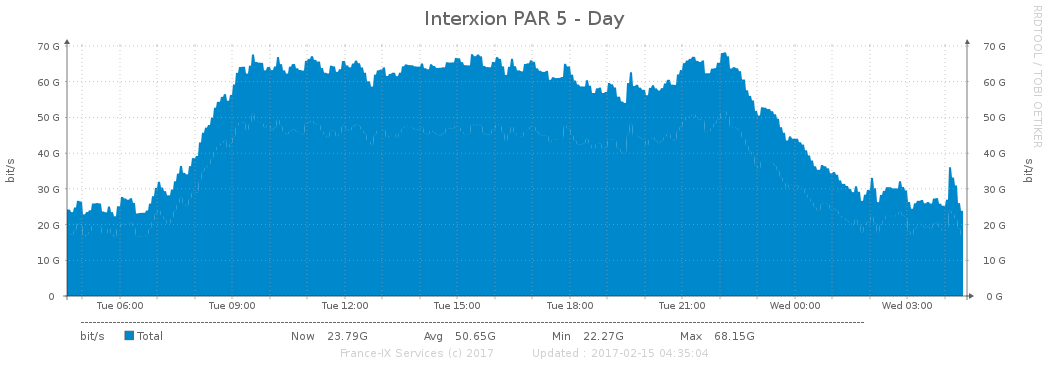 Interxion PAR 5 - Day
RRDTOOL / TOBI OETIKER
70 G 70 G
60 G 60 G
50 G 50 G
40 G 40 G
30 G 30 G
20 G 20 G
10 G 10 G
0 0 G
bit/s bit/s
Tue 06:00 Tue 09:00 Tue 12:00 Tue 15:00 Tue 18:00 Tue 21:00 Wed 00:00 Wed 03:00
bit/s Total Now 23.79G Avg 50.65G Min 22.27G Max 68.15G
France-IX Services (c) 2017 Updated : 2017-02-15 04:35:04